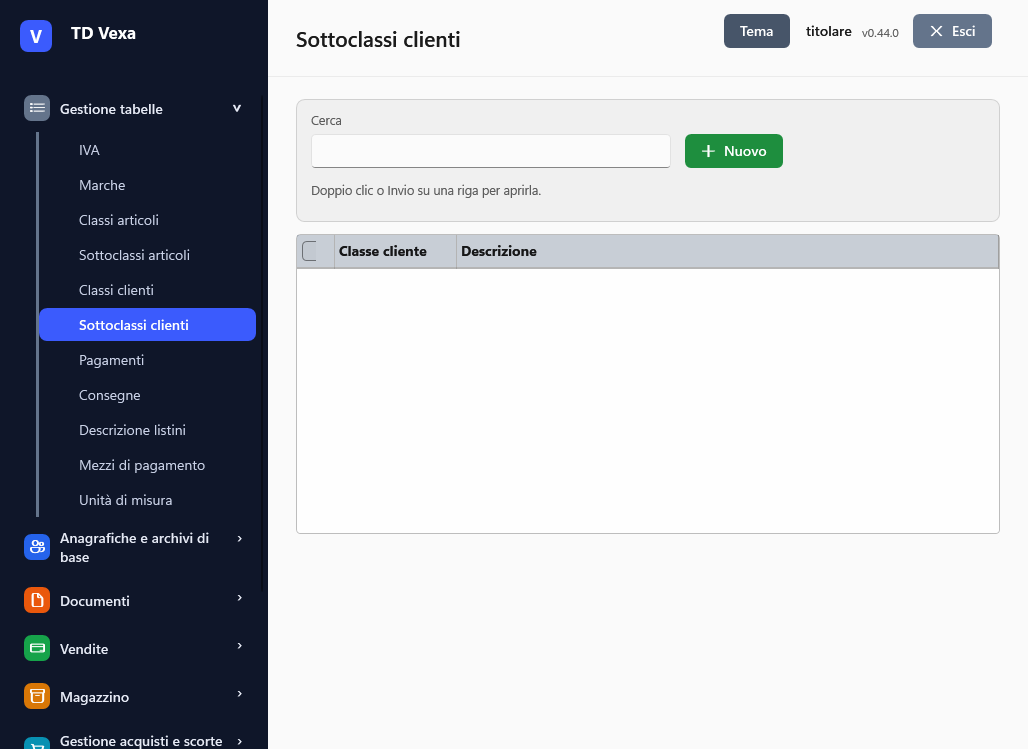 V
TD Vexa
Gestione tabelle
IVA
Marche
Classi articoli
Sottoclassi articoli
Classi clienti
Sottoclassi clienti
Pagamenti
Consegne
Descrizione listini
Mezzi di pagamento
Unità di misura
Anagrafiche e archivi di
base
Documenti
Vendite
Magazzino
Gestione acquisti e scorte
Sottoclassi clienti
Tema titolare v0.44.0 Esci
Cerca
Nuovo
Doppio clic o Invio su una riga per aprirla.
Classe cliente Descrizione